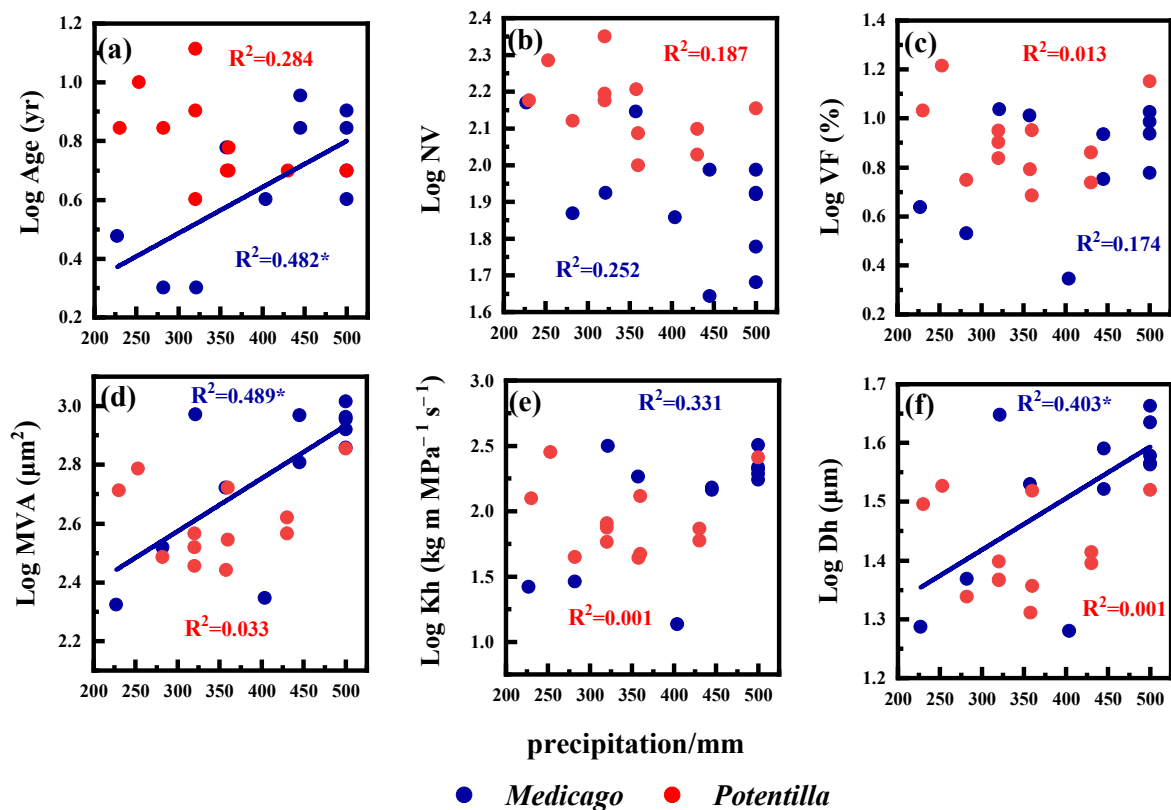 (a)
R²=0.284
R²=0.482*
Log Age (yr)
1.2
1.0
0.8
0.6
0.4
0.2
200 250 300 350 400 450 500
(b)
R²=0.187
R²=0.252
Log NV
2.4
2.3
2.2
2.1
2.0
1.9
1.8
1.7
1.6
200 250 300 350 400 450 500
(c)
R²=0.013
R²=0.174
Log VF (%)
1.4
1.2
1.0
0.8
0.6
0.4
0.2
200 250 300 350 400 450 500
(d)
R²=0.489*
R²=0.033
Log MVA (μm²)
3.0
2.8
2.6
2.4
2.2
200 250 300 350 400 450 500
(e)
R²=0.331
R²=0.001
Log Kh (kg m MPa⁻¹ s⁻¹)
3.0
2.5
2.0
1.5
1.0
200 250 300 350 400 450 500
(f)
R²=0.403*
R²=0.001
Log Dh (μm)
1.7
1.6
1.5
1.4
1.3
1.2
200 250 300 350 400 450 500
precipitation/mm
Medicago Potentilla